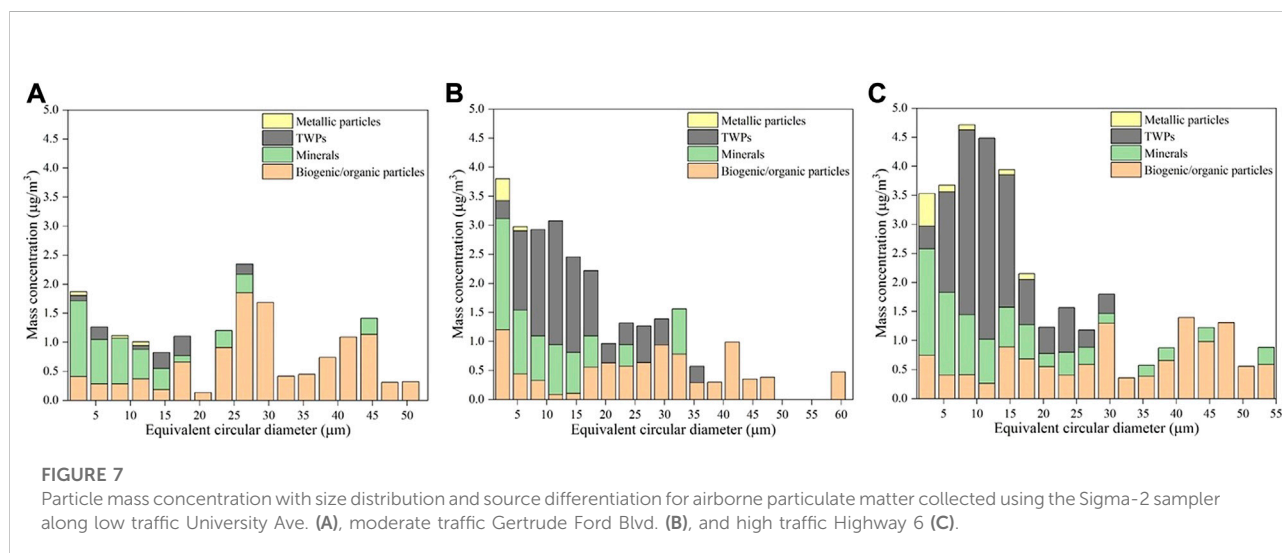 A
B
C
5.0
4.5
4.0
3.5
3.0
2.5
2.0
1.5
1.0
0.5
0.0
Mass concentration (μg/m³)
Metallic particles
TWPs
Minerals
Biogenic/organic particles
5 10 15 20 25 30 35 40 45 50
Equivalent circular diameter (μm)
5.0
4.5
4.0
3.5
3.0
2.5
2.0
1.5
1.0
0.5
0.0
Mass concentration (μg/m³)
Metallic particles
TWPs
Minerals
Biogenic/organic particles
5 10 15 20 25 30 35 40 45 50 55 60
Equivalent circular diameter (μm)
5.0
4.5
4.0
3.5
3.0
2.5
2.0
1.5
1.0
0.5
0.0
Mass concentration (μg/m³)
Metallic particles
TWPs
Minerals
Biogenic/organic particles
5 10 15 20 25 30 35 40 45 50 55
Equivalent circular diameter (μm)
FIGURE 7
Particle mass concentration with size distribution and source differentiation for airborne particulate matter collected using the Sigma-2 sampler
along low traffic University Ave. (A), moderate traffic Gertrude Ford Blvd. (B), and high traffic Highway 6 (C).